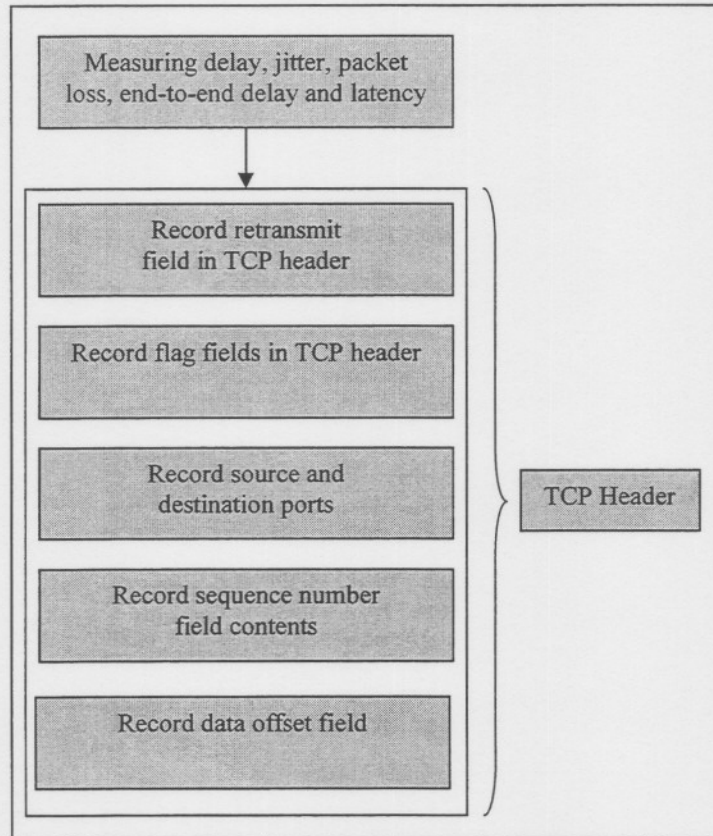 Measuring delay, jitter, packet
loss, end-to-end delay and latency
Record retransmit
field in TCP header
Record flag fields in TCP header
Record source and
destination ports
TCP Header
Record sequence number
field contents
Record data offset field